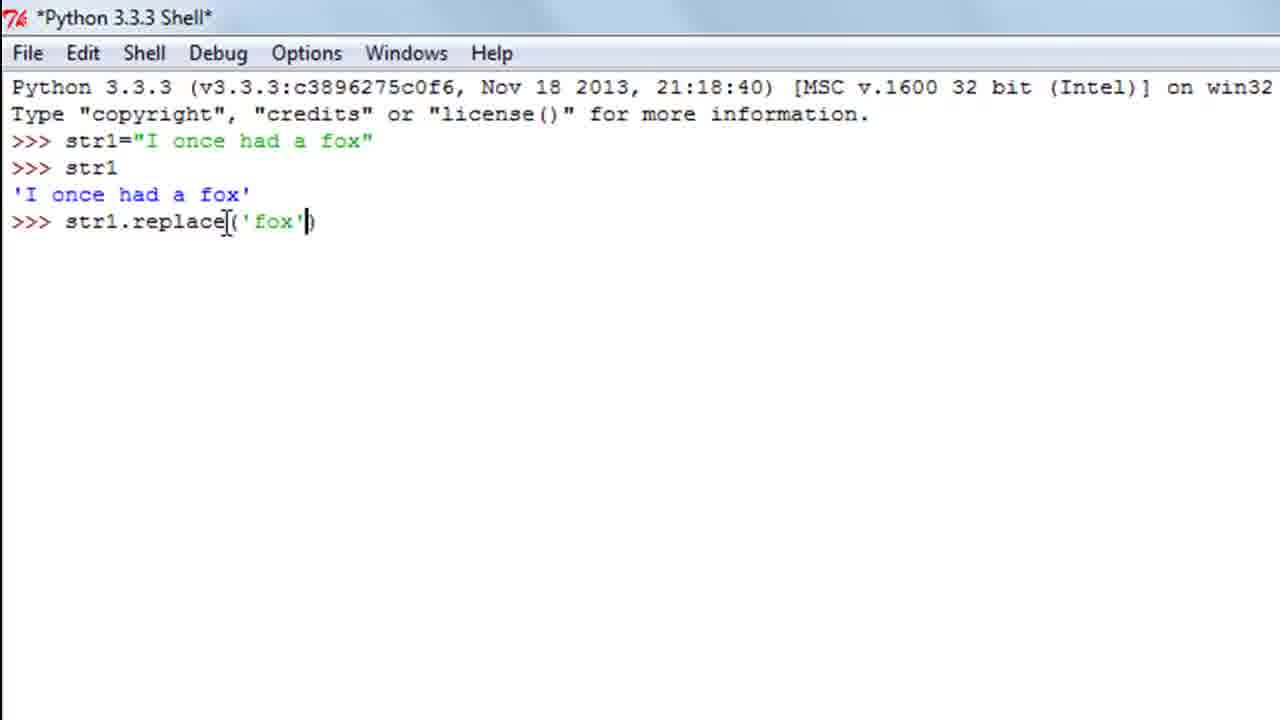 *Python 3.3.3 Shell*
File Edit Shell Debug Options Windows Help
Python 3.3.3 (v3.3.3:c3896275c0f6, Nov 18 2013, 21:18:40) [MSC v.1600 32 bit (Intel)] on win32
Type "copyright", "credits" or "license()" for more information.
>>> str1="I once had a fox"
>>> str1
'I once had a fox'
>>> str1.replace('fox')